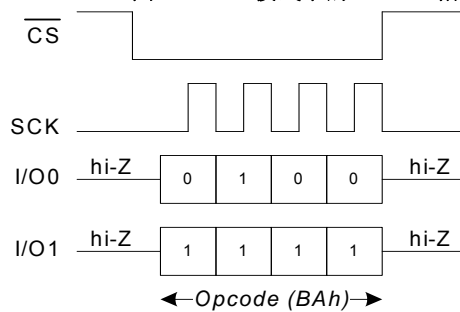 CS
SCK
I/O0 hi-Z 0 1 0 0 hi-Z
I/O1 hi-Z 1 1 1 1 hi-Z
Opcode (BAh)